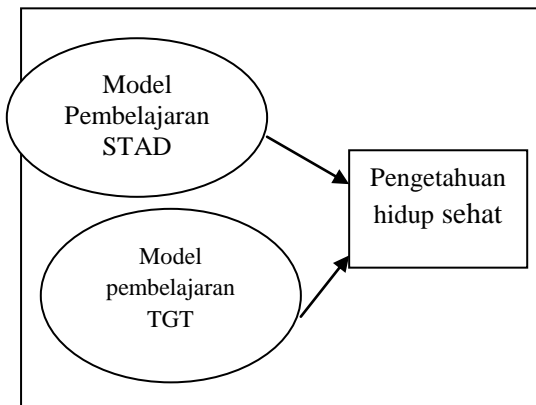 Model
Pembelajaran
STAD
Pengetahuan
hidup sehat
Model
pembelajaran
TGT